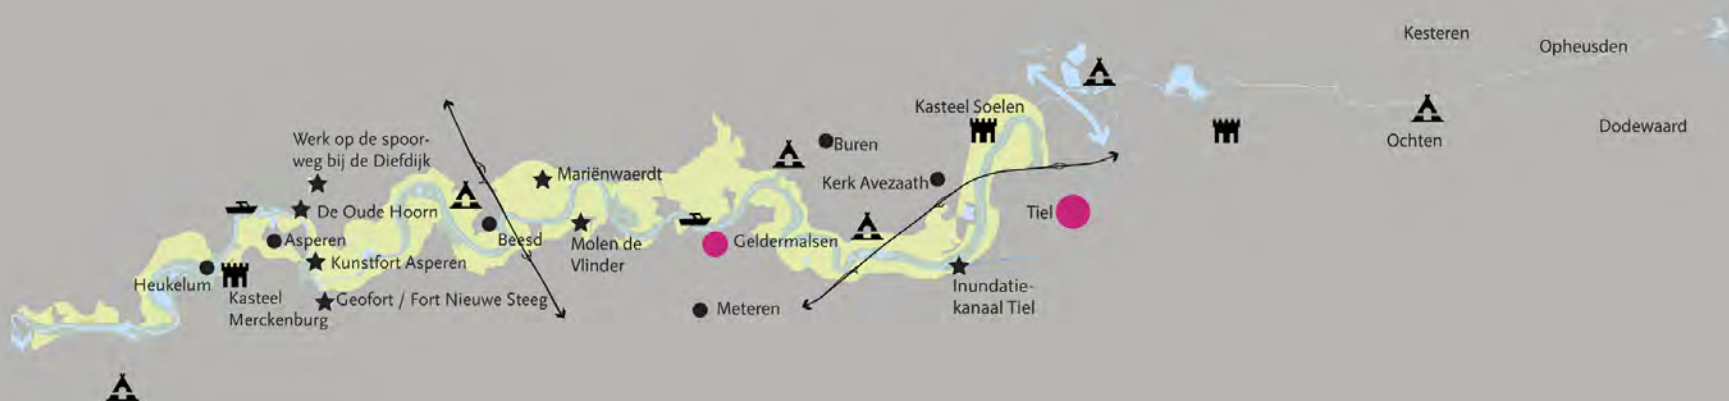 Kesteren
Opheusden
Kasteel Soelen
Dodewaard
Ochten
Werk op de spoor-
weg bij de Diefdijk
Buren
Mariënwaerdt
Kerk Avezaath
De Oude Hoorn
Tiel
Asperen
Beesd
Molen de
Vlinder
Geldermalsen
Kunstfort Asperen
Heukelum
Kasteel
Merckenburg
Geofort / Fort Nieuwe Steeg
Inundatie-
kanaal Tiel
Meteren